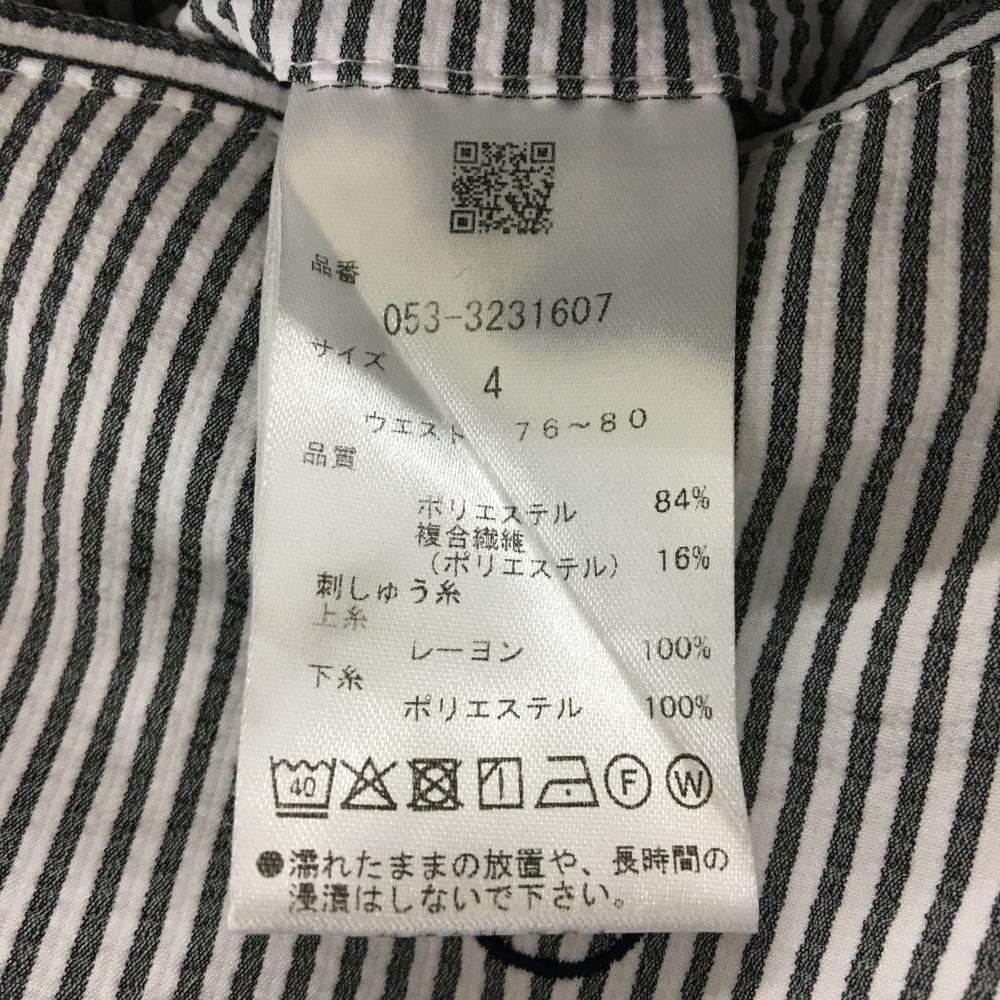 品番
053-3231607
サイズ
4
ウエスト 76~80
品質
ポリエステル 84%
複合繊維
(ポリエステル) 16%
刺しゅう糸
上糸
レーヨン 100%
下糸
ポリエステル 100%
40 F W
●濡れたままの放置や、長時間の
浸漬はしないで下さい。